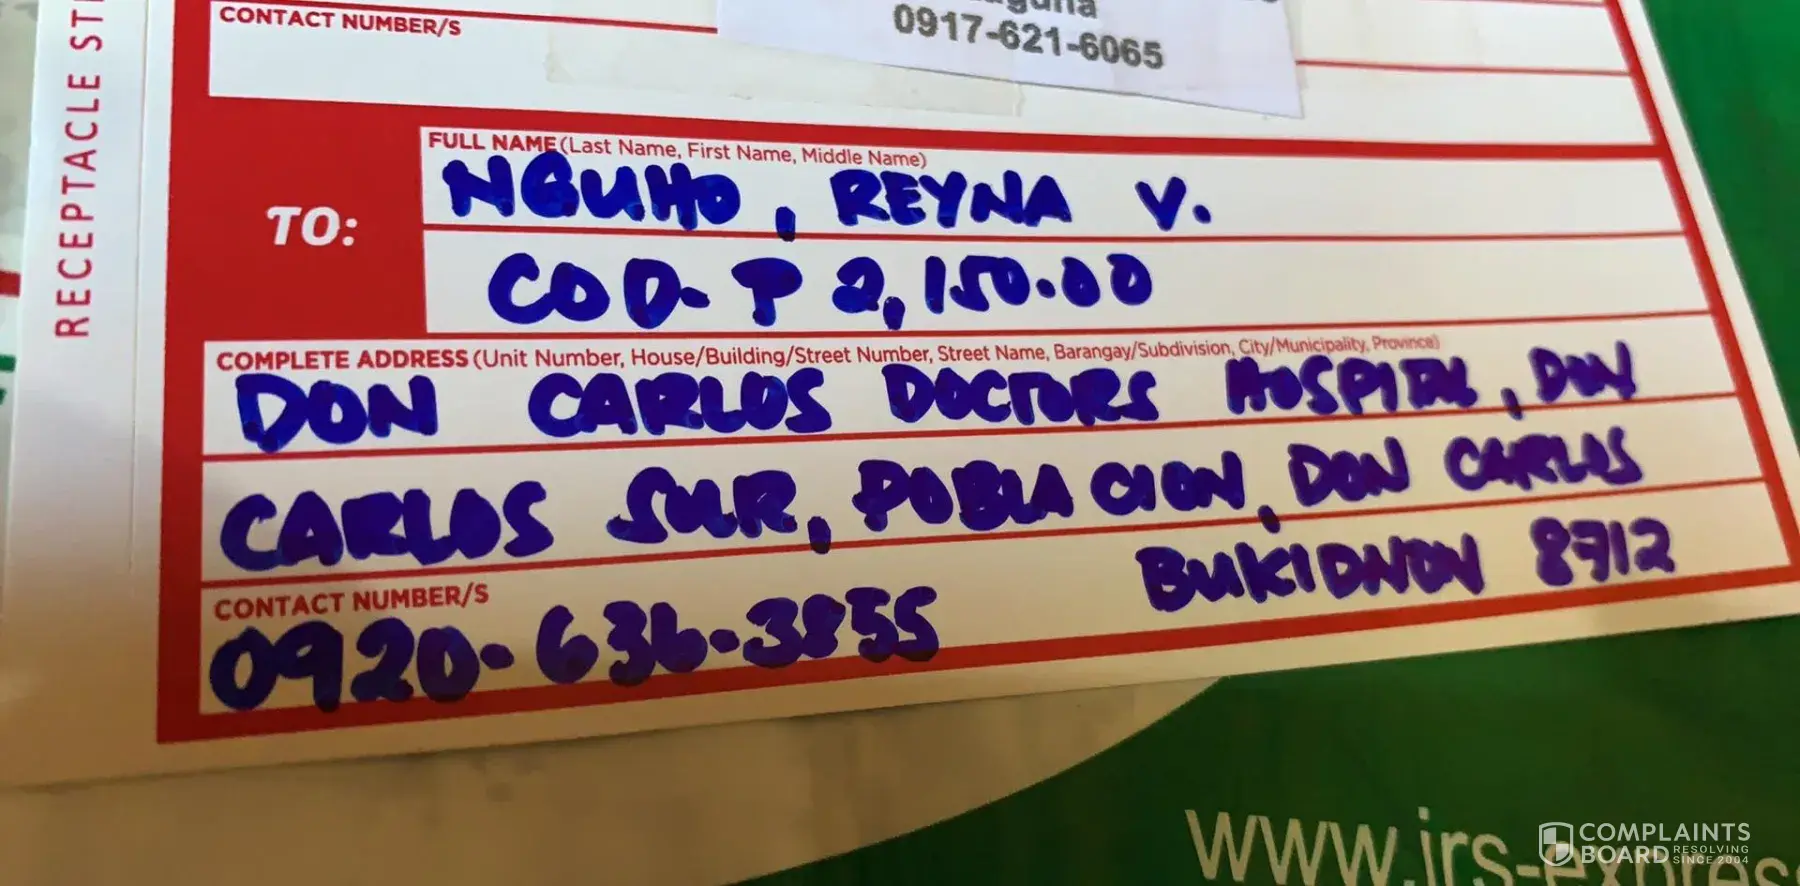 CONTACT NUMBER/S
0917-621-6065
RECEPTACLE
FULL NAME (Last Name, First Name, Middle Name)
TO:
NGUHO, REYNA V.
COD-₱ 2,150.00
COMPLETE ADDRESS (Unit Number, House/Building/Street Number, Street Name, Barangay/Subdivision, City/Municipality, Province)
DON CARLOS DOCTORS HOSPITAL, DON
CARLOS SUR, POBLACION, DON CARLOS
BUKIDNON 8712
CONTACT NUMBER/S
0920-636-3855
www.jrs-express
COMPLAINTS
BOARD RESOLVING
SINCE 2004